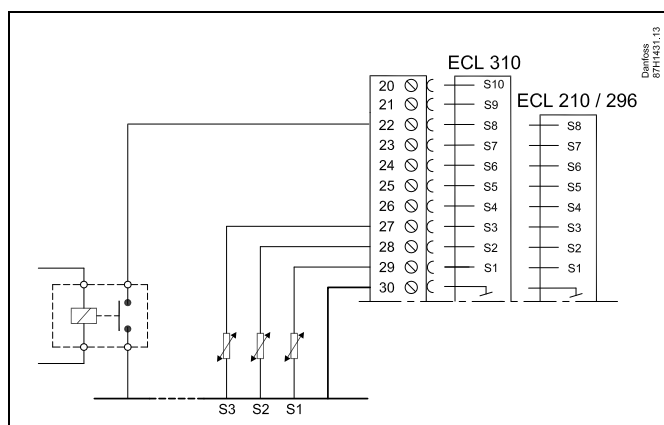 Danfoss
87H1431.13
ECL 310
ECL 210 / 296
20 S10
21 S9
22 S8 S8
23 S7 S7
24 S6 S6
25 S5 S5
26 S4 S4
27 S3 S3
28 S2 S2
29 S1 S1
30
S3 S2 S1